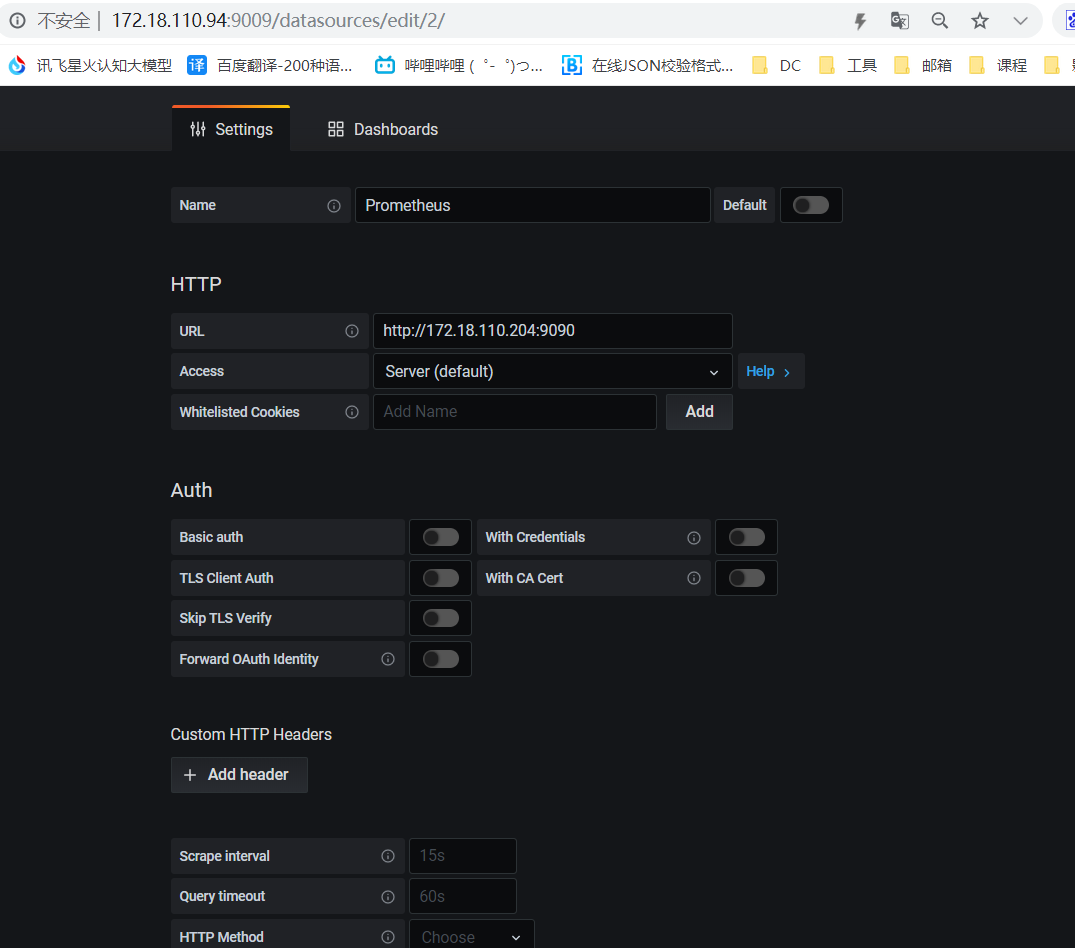 不安全 | 172.18.110.94:9009/datasources/edit/2/
讯飞星火认知大模型 译 百度翻译-200种语... 哔哩哔哩 ( ゜- ゜)つ... 在线JSON校验格式... DC 工具 邮箱 课程
Settings Dashboards
Name Prometheus Default
HTTP
URL http://172.18.110.204:9090
Access Server (default) Help
Whitelisted Cookies Add Name Add
Auth
Basic auth With Credentials
TLS Client Auth With CA Cert
Skip TLS Verify
Forward OAuth Identity
Custom HTTP Headers
+ Add header
Scrape interval 15s
Query timeout 60s
HTTP Method Choose